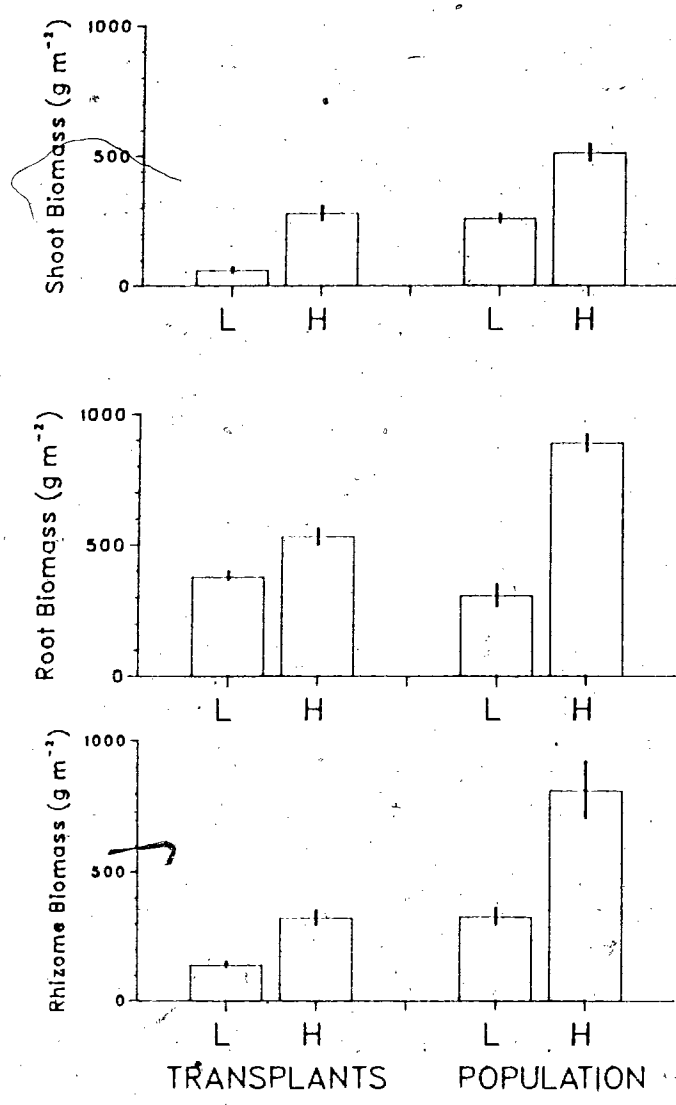 Shoot Biomass (g m⁻²)
1000
500
0
L H L H
Root Biomass (g m⁻²)
1000
500
0
L H L H
Rhizome Biomass (g m⁻²)
1000
500
0
L H L H
TRANSPLANTS POPULATION